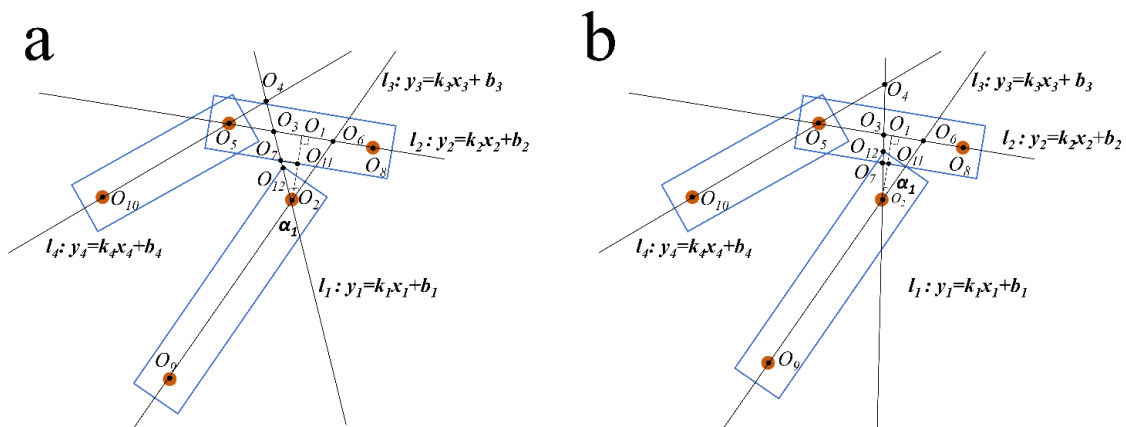 a
O4
l3: y3=k3x3+ b3
O3
O1
O6
l2: y2=k2x2+b2
O5
O7
O11
O8
O12
O10
O2
α1
l4: y4=k4x4+b4
l1: y1=k1x1+b1
O9
b
O4
l3: y3=k3x3+ b3
O3
O1
O6
l2: y2=k2x2+b2
O5
O12
O11
O8
O7
α1
O10
O2
l4: y4=k4x4+b4
l1: y1=k1x1+b1
O9